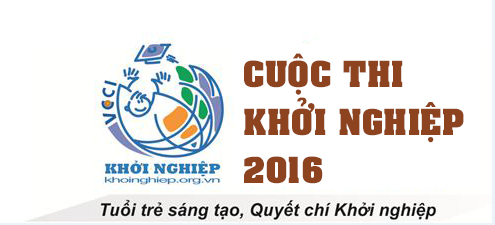 VCCI
KHỞI NGHIỆP
khoinghiep.org.vn
CUỘC THI
KHỞI NGHIỆP
2016
Tuổi trẻ sáng tạo, Quyết chí Khởi nghiệp